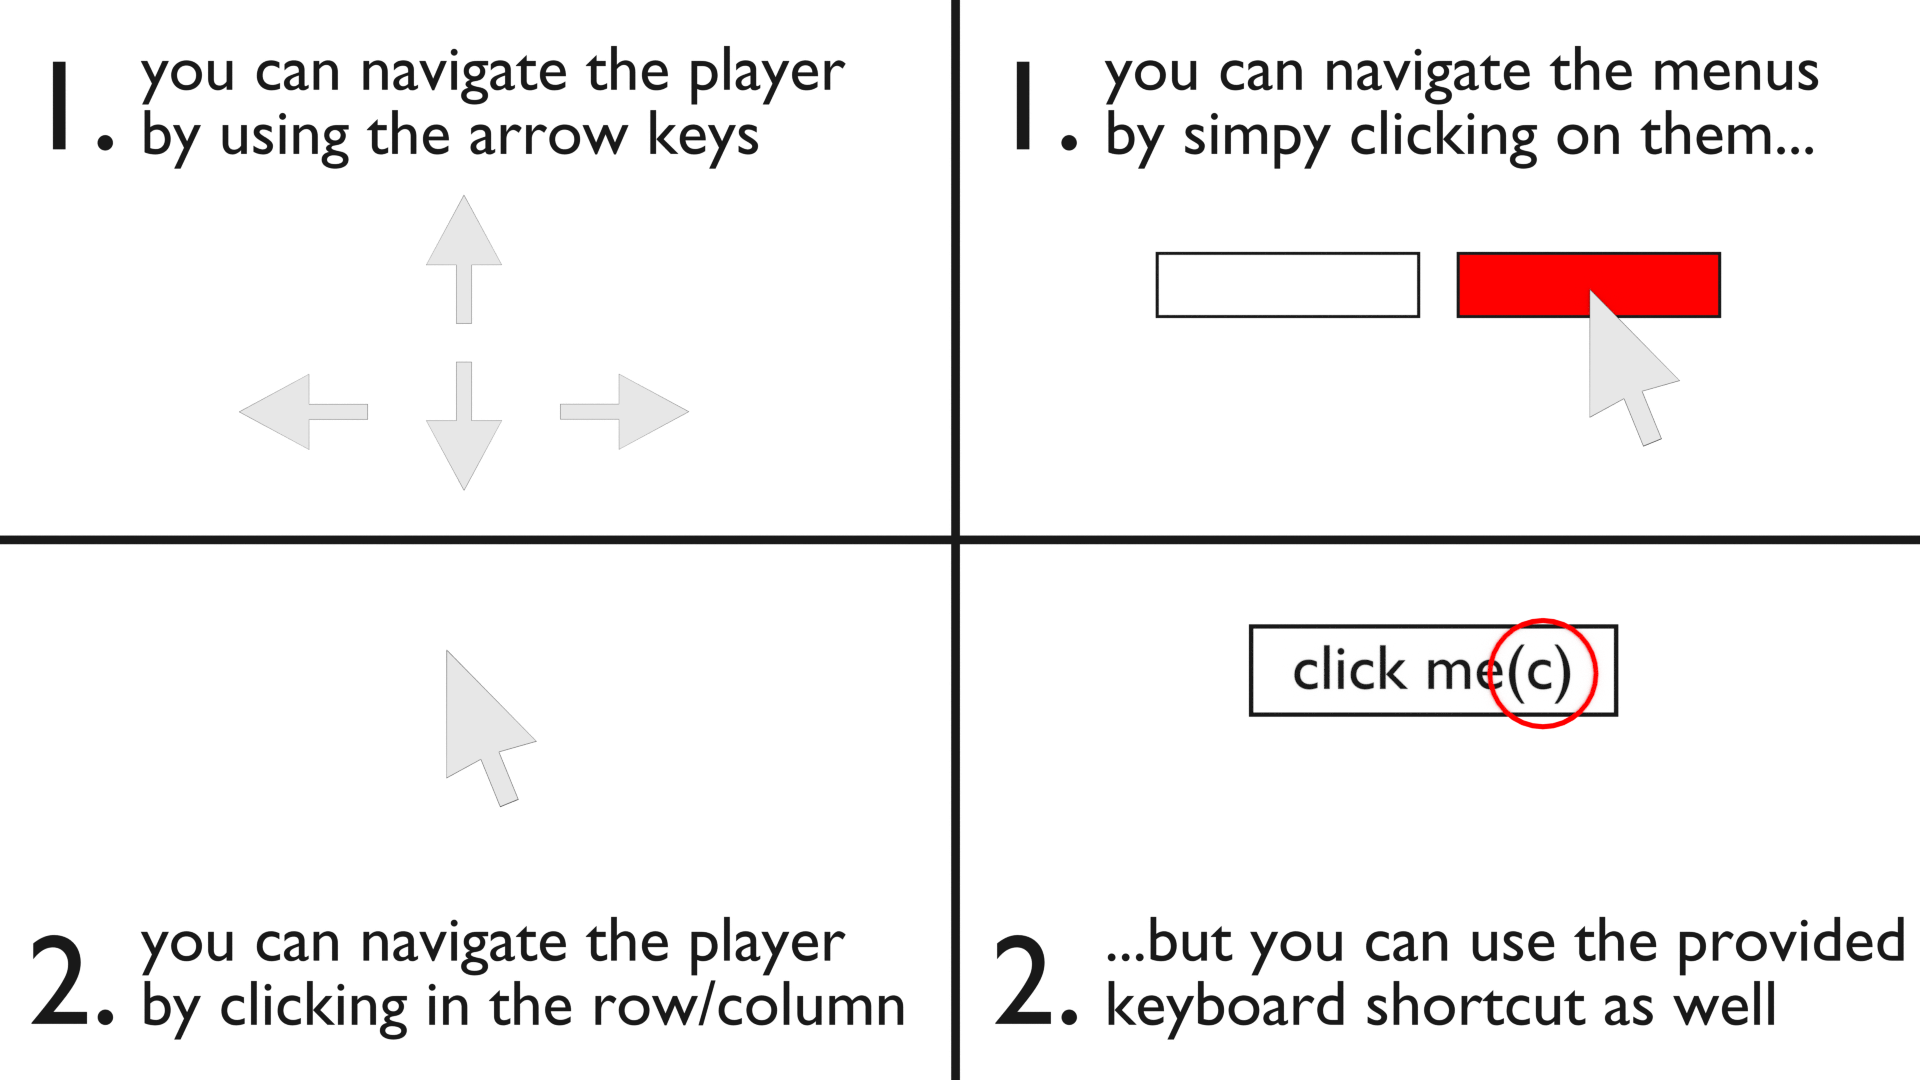 1. you can navigate the player
by using the arrow keys
1. you can navigate the menus
by simpy clicking on them...
2. you can navigate the player
by clicking in the row/column
click me(c)
2. ...but you can use the provided
keyboard shortcut as well